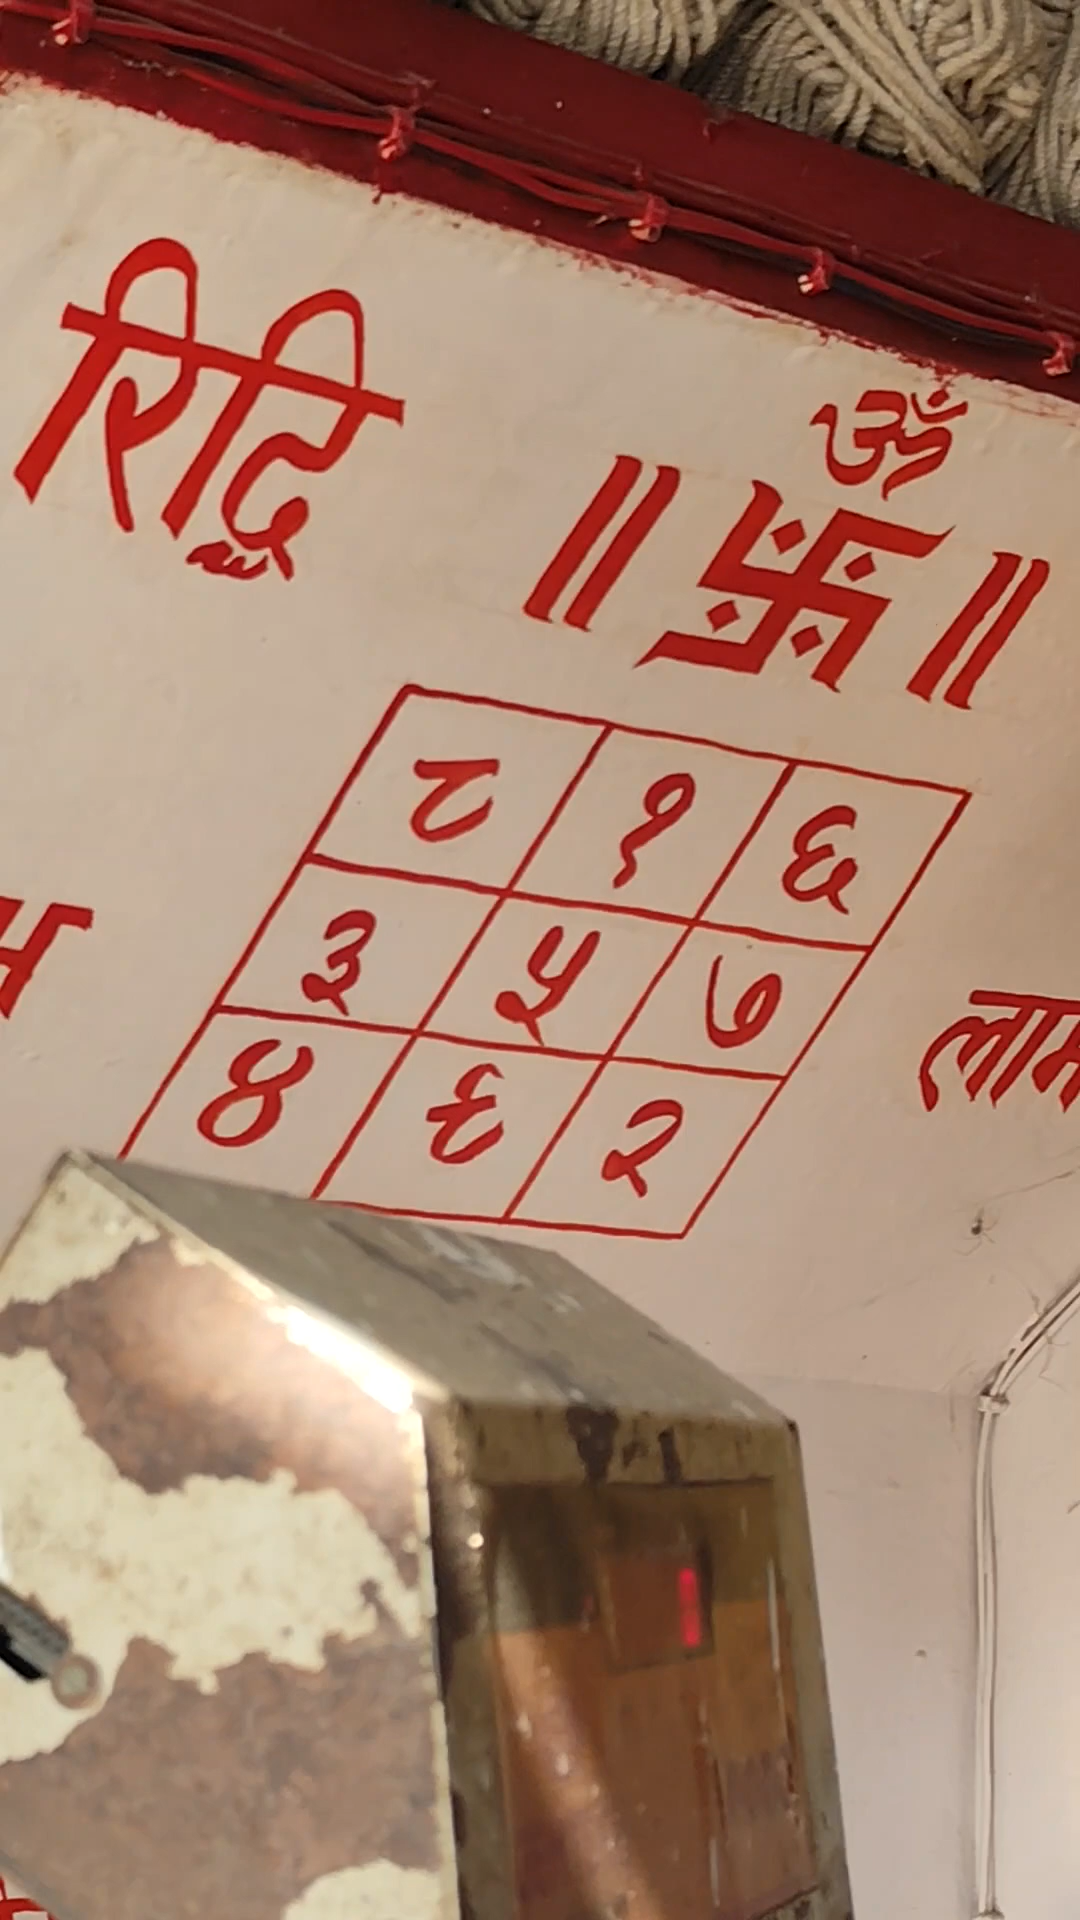 रिद्धि
ॐ
॥ 卐 ॥
८ १ ६
३ ५ ७
४ ९ २
लाभ